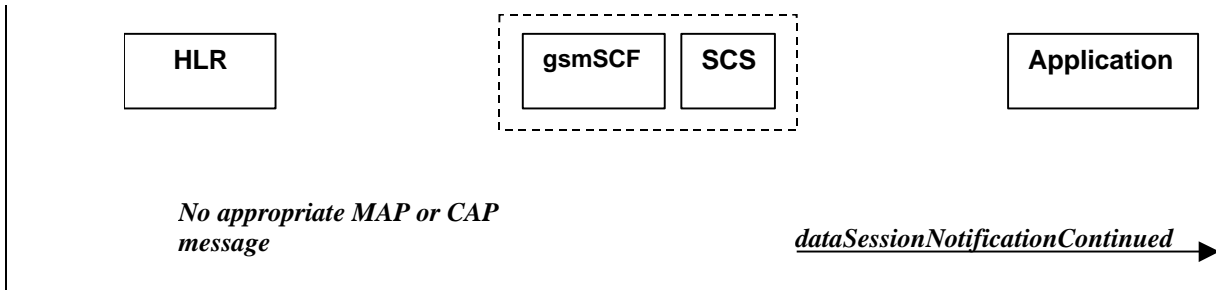 HLR
gsmSCF
SCS
Application
No appropriate MAP or CAP
message
dataSessionNotificationContinued